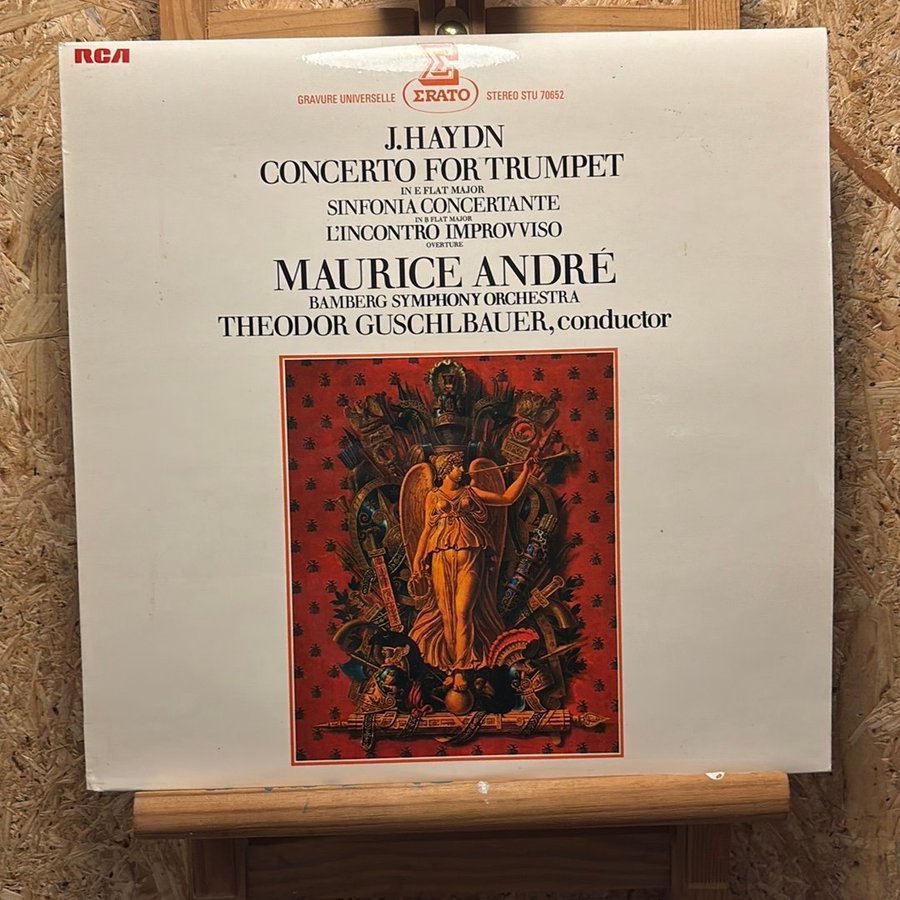 RCA
Σ
GRAVURE UNIVERSELLE ΣRATO STEREO STU 70652
J. HAYDN
CONCERTO FOR TRUMPET
IN E FLAT MAJOR
SINFONIA CONCERTANTE
IN B FLAT MAJOR
L'INCONTRO IMPROVVISO
OVERTURE
MAURICE ANDRÉ
BAMBERG SYMPHONY ORCHESTRA
THEODOR GUSCHLBAUER, conductor